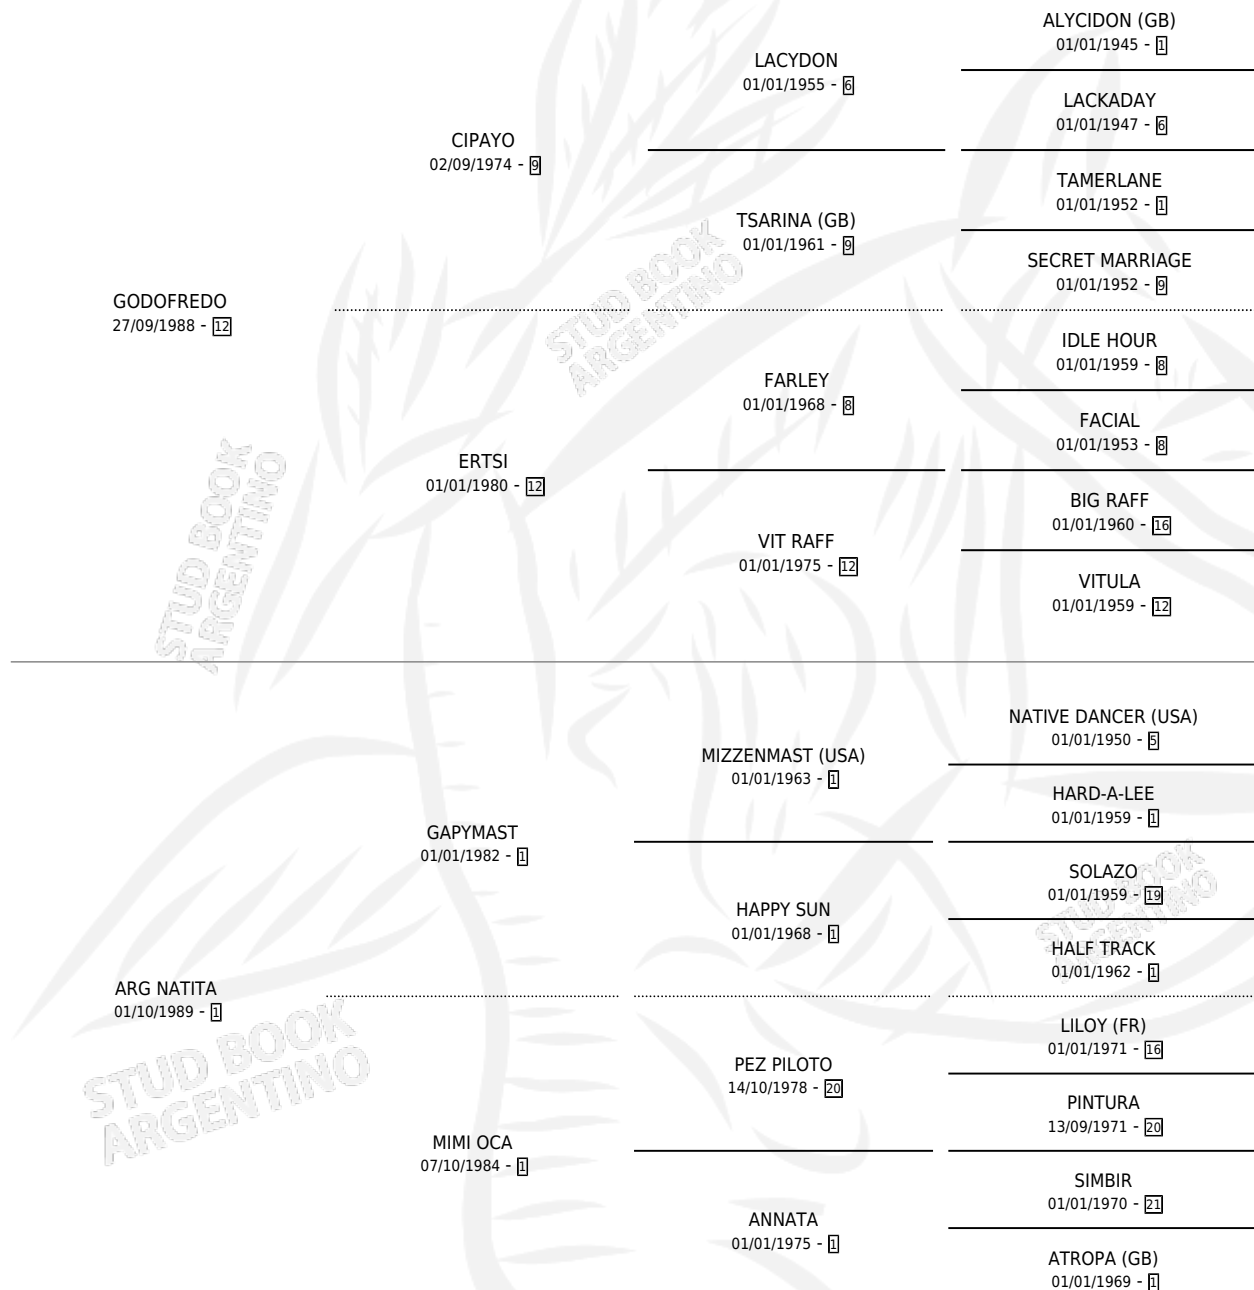 ALYCIDON (GB)
01/01/1945 - 1
LACYDON
01/01/1955 - 6
LACKADAY
01/01/1947 - 6
CIPAYO
02/09/1974 - 9
TAMERLANE
01/01/1952 - 1
TSARINA (GB)
01/01/1961 - 9
SECRET MARRIAGE
01/01/1952 - 9
GODOFREDO
27/09/1988 - 12
IDLE HOUR
01/01/1959 - 8
FARLEY
01/01/1968 - 8
FACIAL
01/01/1953 - 8
ERTSI
01/01/1980 - 12
BIG RAFF
01/01/1960 - 16
VIT RAFF
01/01/1975 - 12
VITULA
01/01/1959 - 12
STUD BOOK
ARGENTINO
STUD BOOK
ARGENTINO
NATIVE DANCER (USA)
01/01/1950 - 5
MIZZENMAST (USA)
01/01/1963 - 1
HARD-A-LEE
01/01/1959 - 1
GAPYMAST
01/01/1982 - 1
SOLAZO
01/01/1959 - 19
HAPPY SUN
01/01/1968 - 1
HALF TRACK
01/01/1962 - 1
STUD BOOK
ARGENTINO
ARG NATITA
01/10/1989 - 1
LILOY (FR)
01/01/1971 - 16
PEZ PILOTO
14/10/1978 - 20
PINTURA
13/09/1971 - 20
STUD BOOK
ARGENTINO
MIMI OCA
07/10/1984 - 1
SIMBIR
01/01/1970 - 21
ANNATA
01/01/1975 - 1
ATROPA (GB)
01/01/1969 - 1